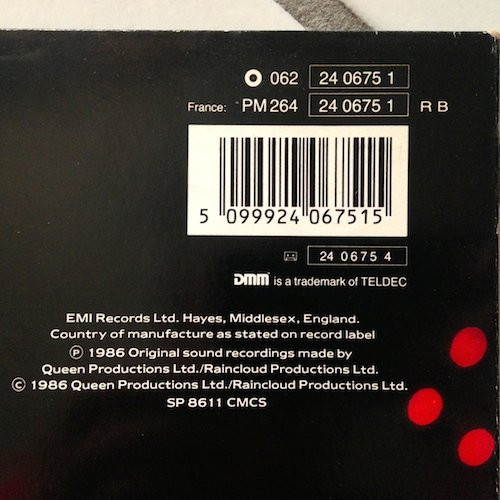 062 24 0675 1
France: PM 264 24 0675 1 R B
5 099924 067515
24 0675 4
DMM is a trademark of TELDEC
EMI Records Ltd. Hayes, Middlesex, England.
Country of manufacture as stated on record label
Ⓟ 1986 Original sound recordings made by
Queen Productions Ltd./Raincloud Productions Ltd.
© 1986 Queen Productions Ltd./Raincloud Productions Ltd.
SP 8611 CMCS